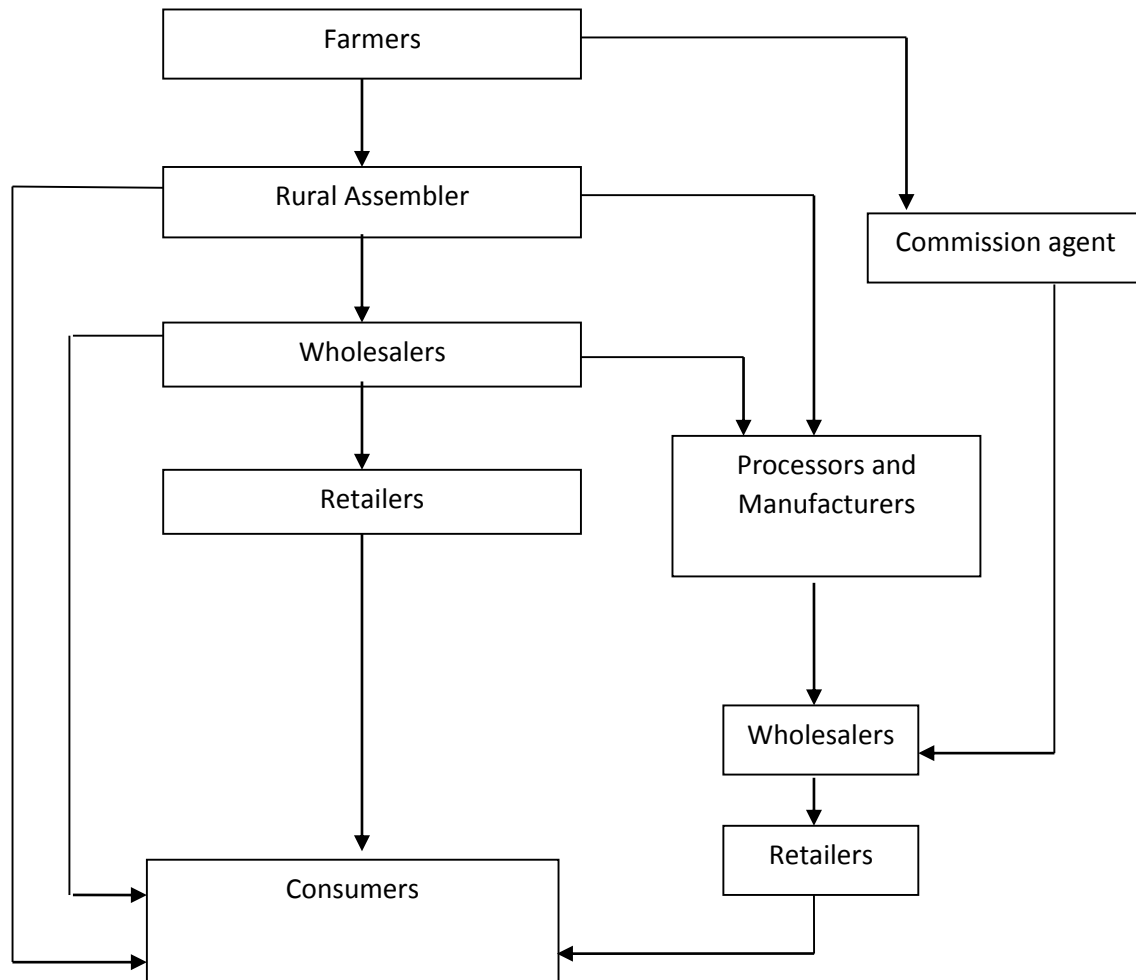 Farmers
Rural Assembler
Commission agent
Wholesalers
Processors and
Manufacturers
Retailers
Wholesalers
Retailers
Consumers